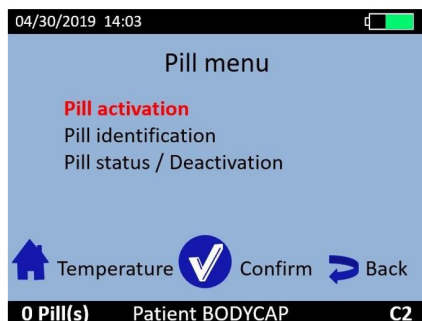 04/30/2019 14:03
Pill menu
Pill activation
Pill identification
Pill status / Deactivation
Temperature Confirm Back
0 Pill(s) Patient BODYCAP C2